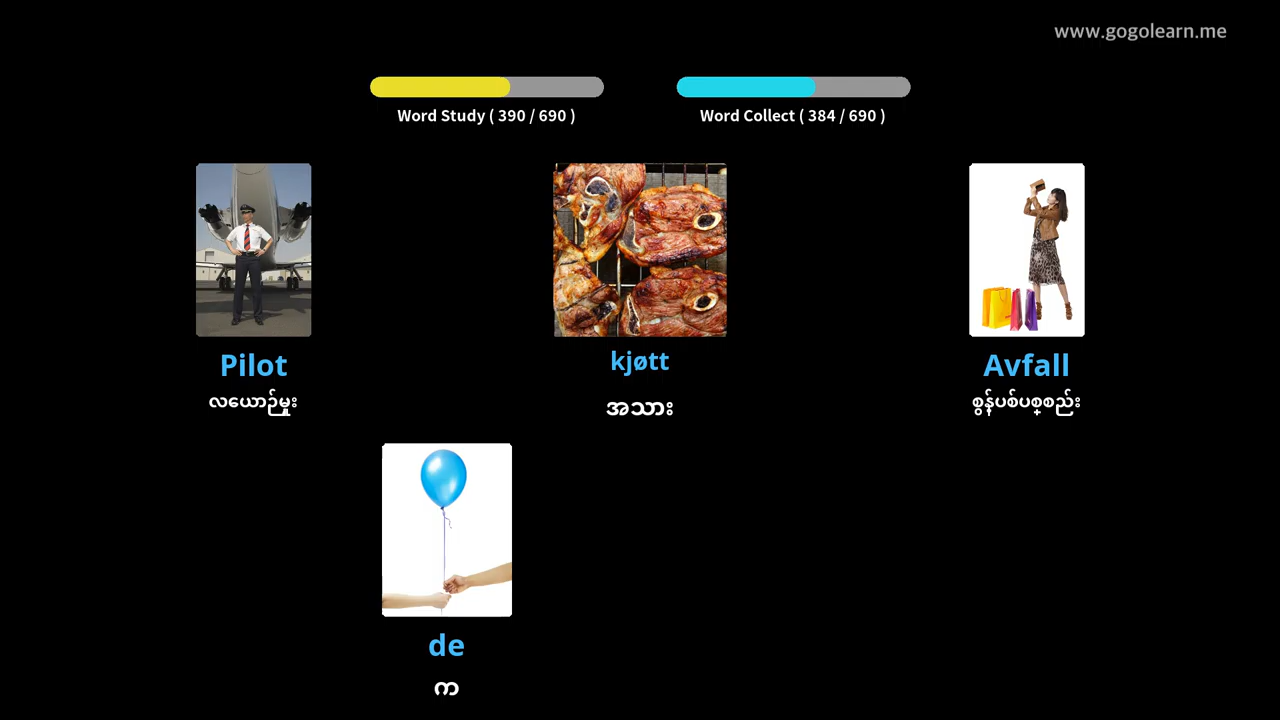 www.gogolearn.me
Word Study ( 390 / 690 )
Word Collect ( 384 / 690 )
Pilot
လယောဉ်မှုး
kjøtt
အသား
Avfall
စွန့်ပစ်ပစ္စည်း
de
က